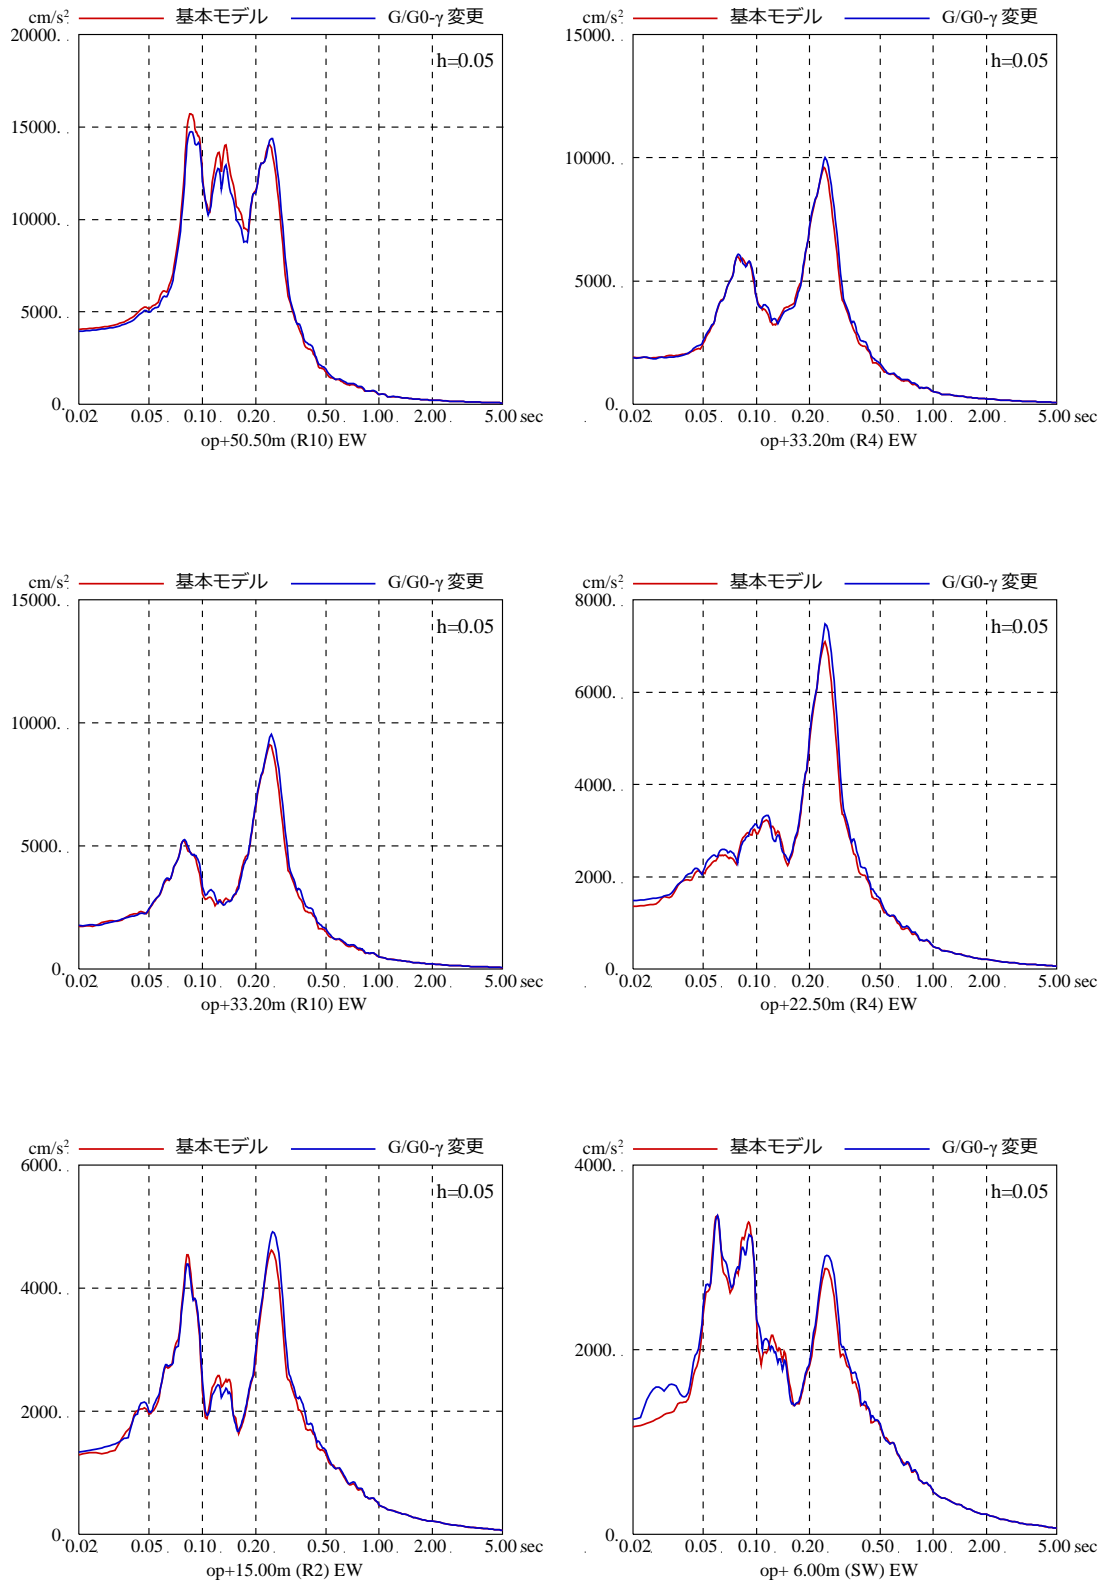 cm/s² 基本モデル G/G0-γ 変更
20000.
h=0.05
15000.
10000.
5000.
0.
0.02 0.05 0.10 0.20 0.50 1.00 2.00 5.00 sec
op+50.50m (R10) EW
cm/s² 基本モデル G/G0-γ 変更
15000.
h=0.05
10000.
5000.
0.
0.02 0.05 0.10 0.20 0.50 1.00 2.00 5.00 sec
op+33.20m (R4) EW
cm/s² 基本モデル G/G0-γ 変更
15000.
h=0.05
10000.
5000.
0.
0.02 0.05 0.10 0.20 0.50 1.00 2.00 5.00 sec
op+33.20m (R10) EW
cm/s² 基本モデル G/G0-γ 変更
8000.
h=0.05
6000.
4000.
2000.
0.
0.02 0.05 0.10 0.20 0.50 1.00 2.00 5.00 sec
op+22.50m (R4) EW
cm/s² 基本モデル G/G0-γ 変更
6000.
h=0.05
4000.
2000.
0.
0.02 0.05 0.10 0.20 0.50 1.00 2.00 5.00 sec
op+15.00m (R2) EW
cm/s² 基本モデル G/G0-γ 変更
4000.
h=0.05
2000.
0.
0.02 0.05 0.10 0.20 0.50 1.00 2.00 5.00 sec
op+ 6.00m (SW) EW